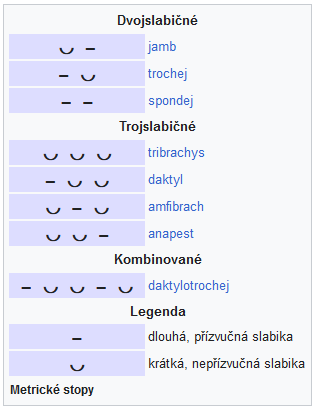 Dvojslabičné
◡ – jamb
– ◡ trochej
– – spondej
Trojslabičné
◡ ◡ ◡ tribrachys
– ◡ ◡ daktyl
◡ – ◡ amfibrach
◡ ◡ – anapest
Kombinované
– ◡ ◡ – ◡ daktylotrochej
Legenda
– dlouhá, přízvučná slabika
◡ krátká, nepřízvučná slabika
Metrické stopy